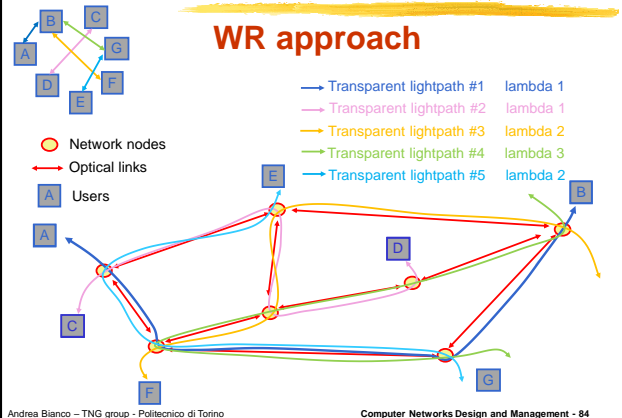 WR approach
B
C
A
G
D
F
E
Transparent lightpath #1 lambda 1
Transparent lightpath #2 lambda 1
Transparent lightpath #3 lambda 2
Transparent lightpath #4 lambda 3
Transparent lightpath #5 lambda 2
Network nodes
Optical links
A Users
E
B
A
D
C
F
G
Andrea Bianco – TNG group - Politecnico di Torino
Computer Networks Design and Management - 84